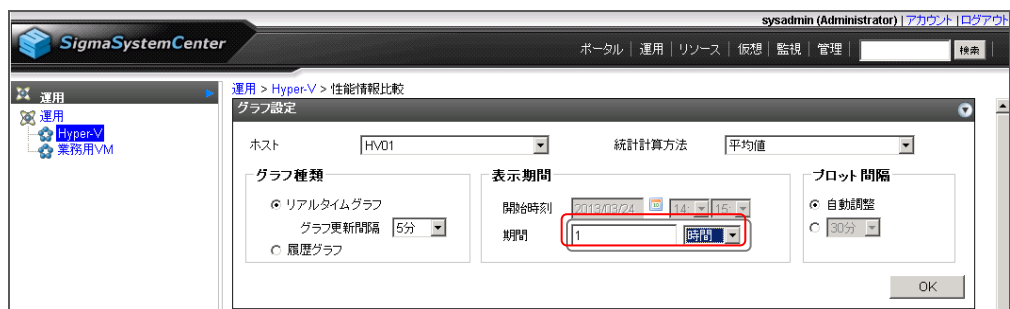 sysadmin (Administrator) | アカウント | ログアウト
SigmaSystemCenter
ポータル | 運用 | リソース | 仮想 | 監視 | 管理 | 検索
運用
運用
Hyper-V
業務用VM
運用 > Hyper-V > 性能情報比較
グラフ設定
ホスト HV01 統計計算方法 平均値
グラフ種類
リアルタイムグラフ
グラフ更新間隔 5分
履歴グラフ
表示期間
開始時刻 2013/03/24 14: 15:
期間 1 時間
プロット間隔
自動調整
30分
OK